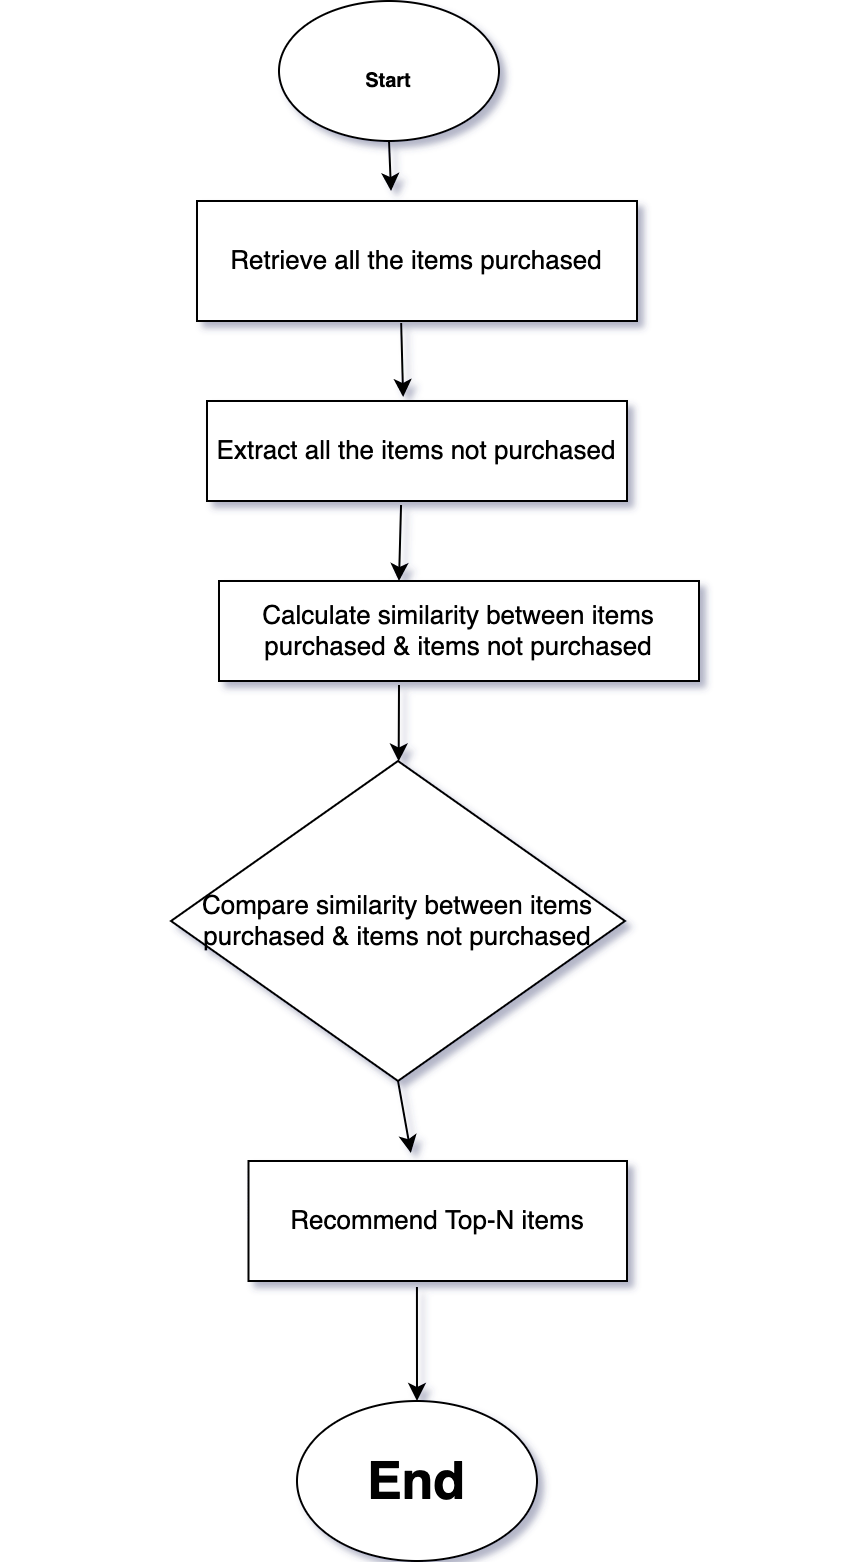 Start
Retrieve all the items purchased
Extract all the items not purchased
Calculate similarity between items
purchased & items not purchased
Compare similarity between items
purchased & items not purchased
Recommend Top-N items
End